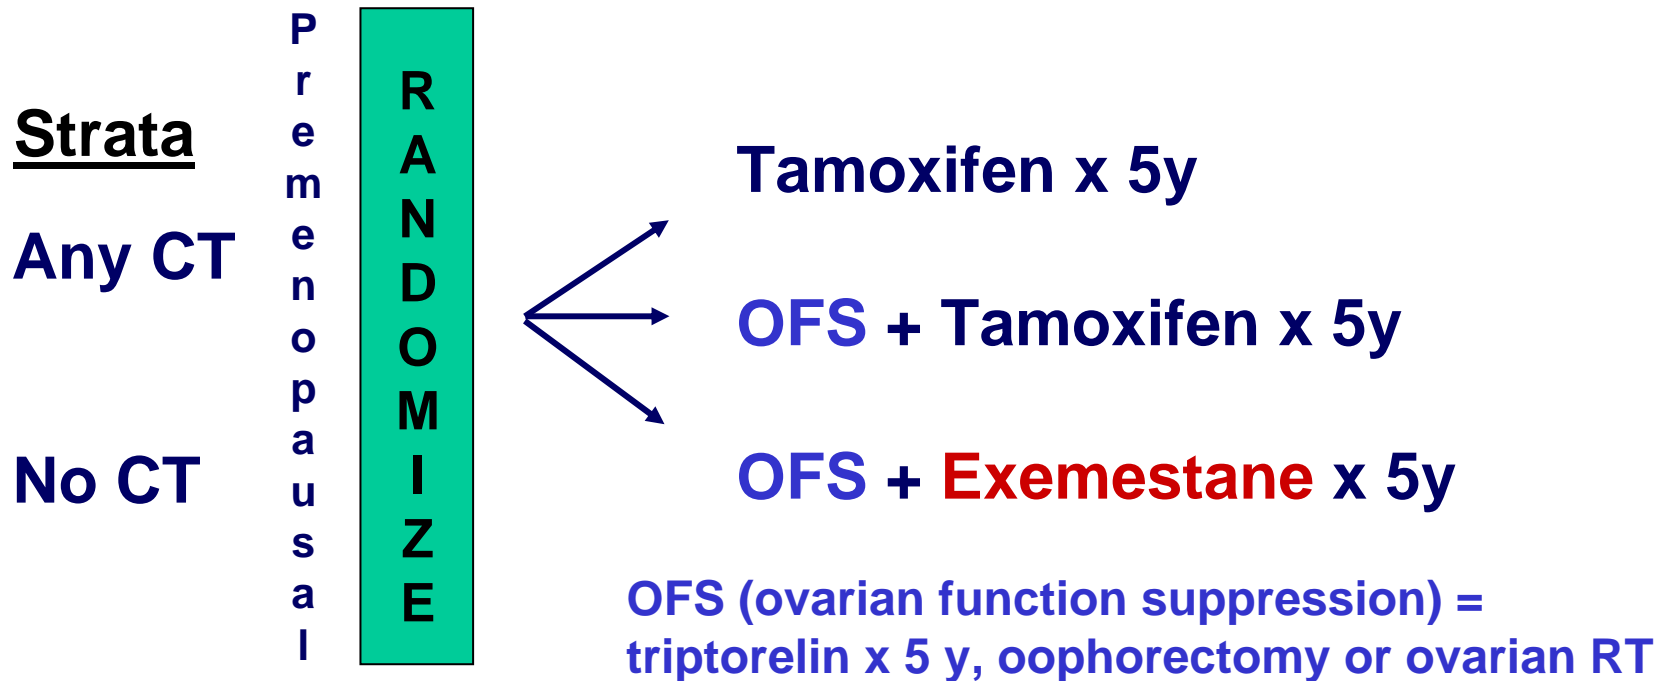 Strata
Any CT
No CT
Premenopausal
RANDOMIZE
Tamoxifen x 5y
OFS + Tamoxifen x 5y
OFS + Exemestane x 5y
OFS (ovarian function suppression) =
triptorelin x 5 y, oophorectomy or ovarian RT